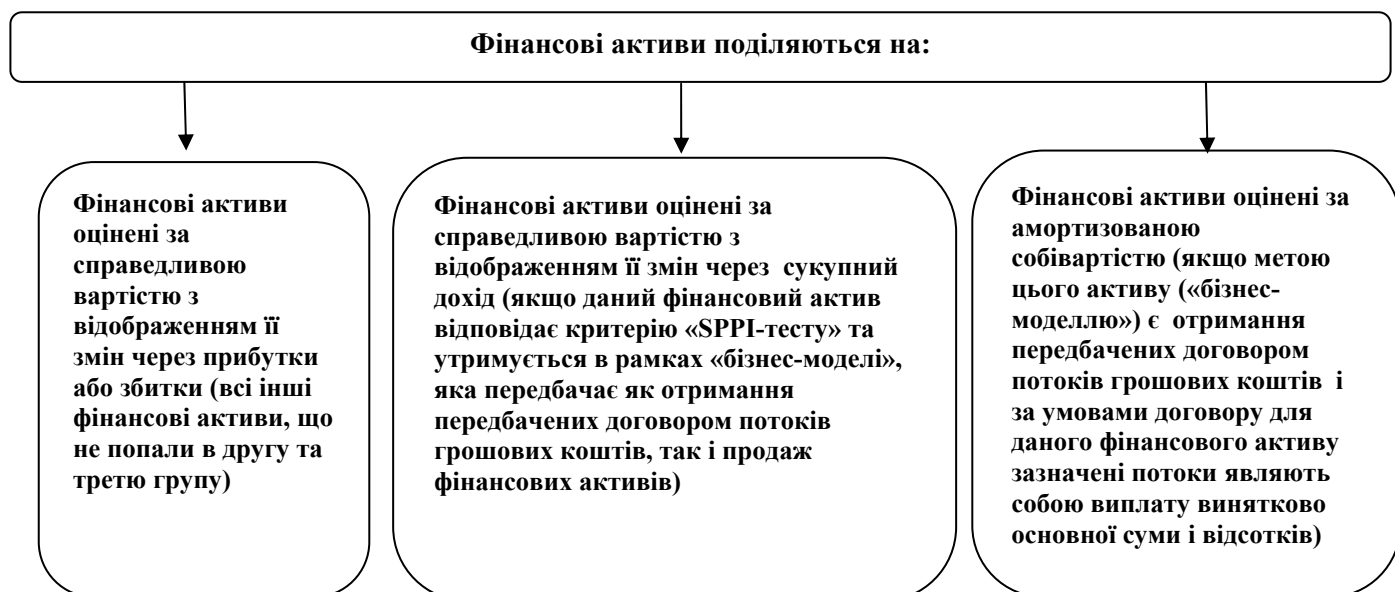 Фінансові активи поділяються на:
Фінансові активи
оцінені за
справедливою
вартістю з
відображенням її
змін через прибутки
або збитки (всі інші
фінансові активи, що
не попали в другу та
третю групу)
Фінансові активи оцінені за
справедливою вартістю з
відображенням її змін через сукупний
дохід (якщо даний фінансовий актив
відповідає критерію «SPPI-тесту» та
утримується в рамках «бізнес-моделі»,
яка передбачає як отримання
передбачених договором потоків
грошових коштів, так і продаж
фінансових активів)
Фінансові активи оцінені за
амортизованою
собівартістю (якщо метою
цього активу («бізнес-
моделлю») є отримання
передбачених договором
потоків грошових коштів і
за умовами договору для
даного фінансового активу
зазначені потоки являють
собою виплату винятково
основної суми і відсотків)